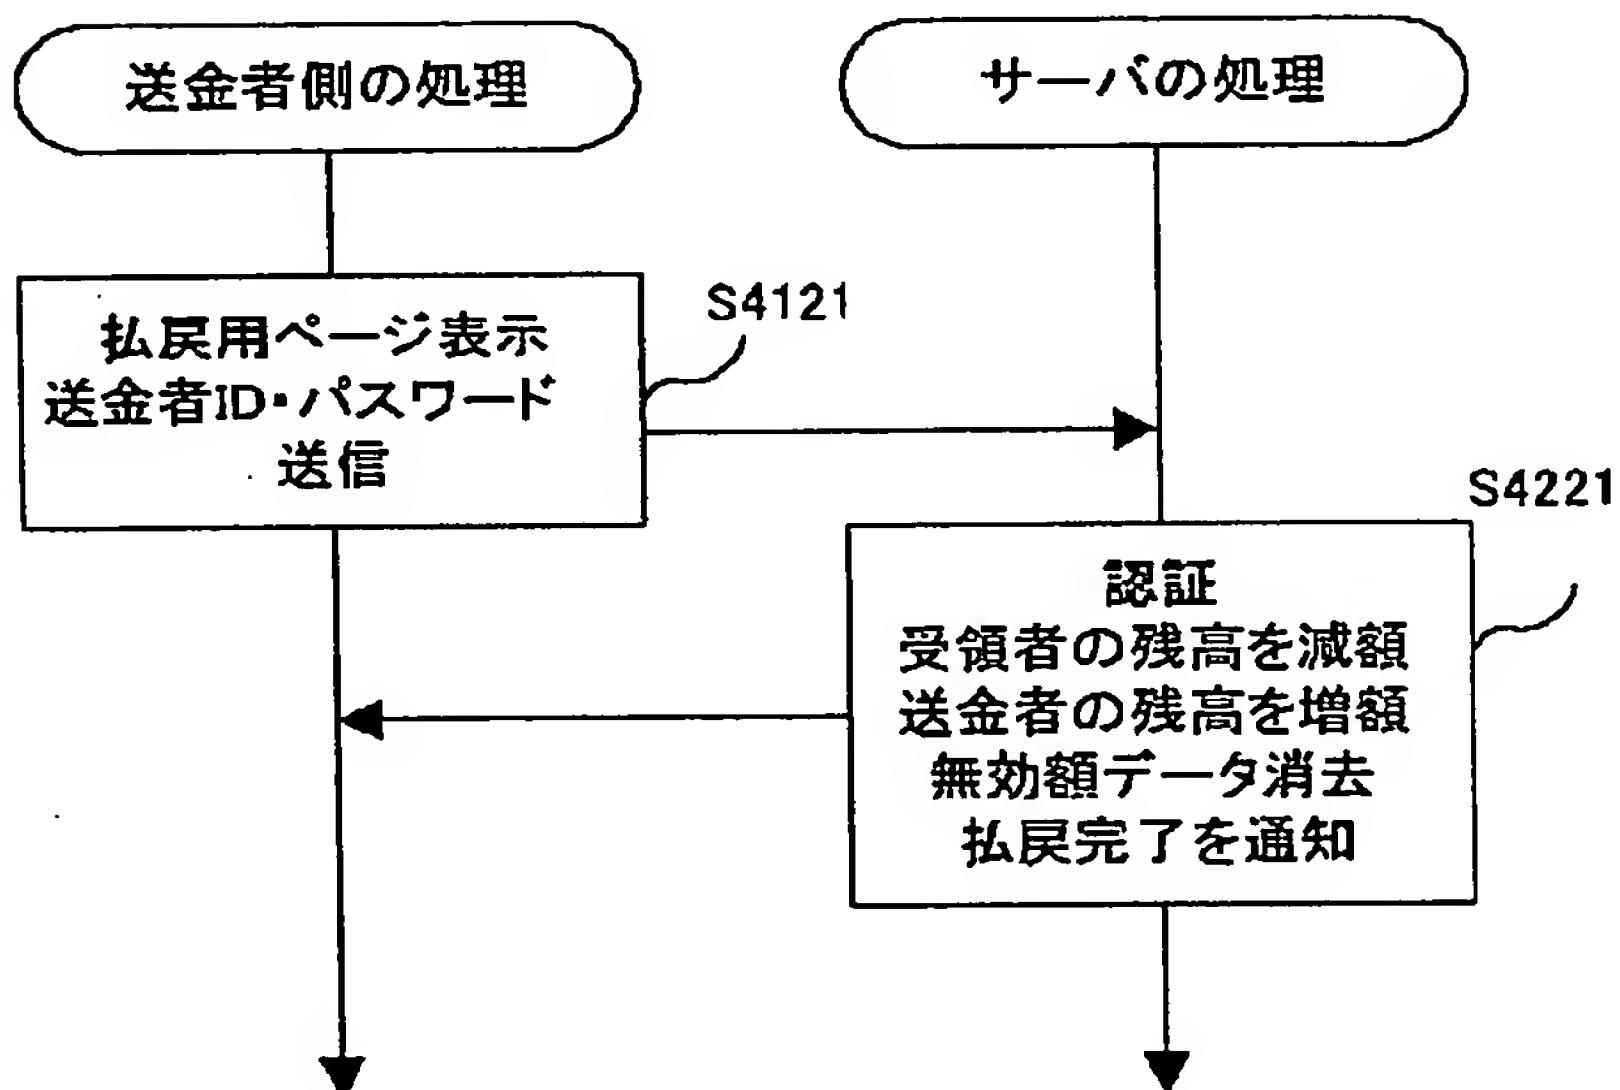 送金者側の処理
サーバの処理
S4121
払戻用ページ表示
送金者ID・パスワード
送信
S4221
認証
受領者の残高を減額
送金者の残高を増額
無効額データ消去
払戻完了を通知